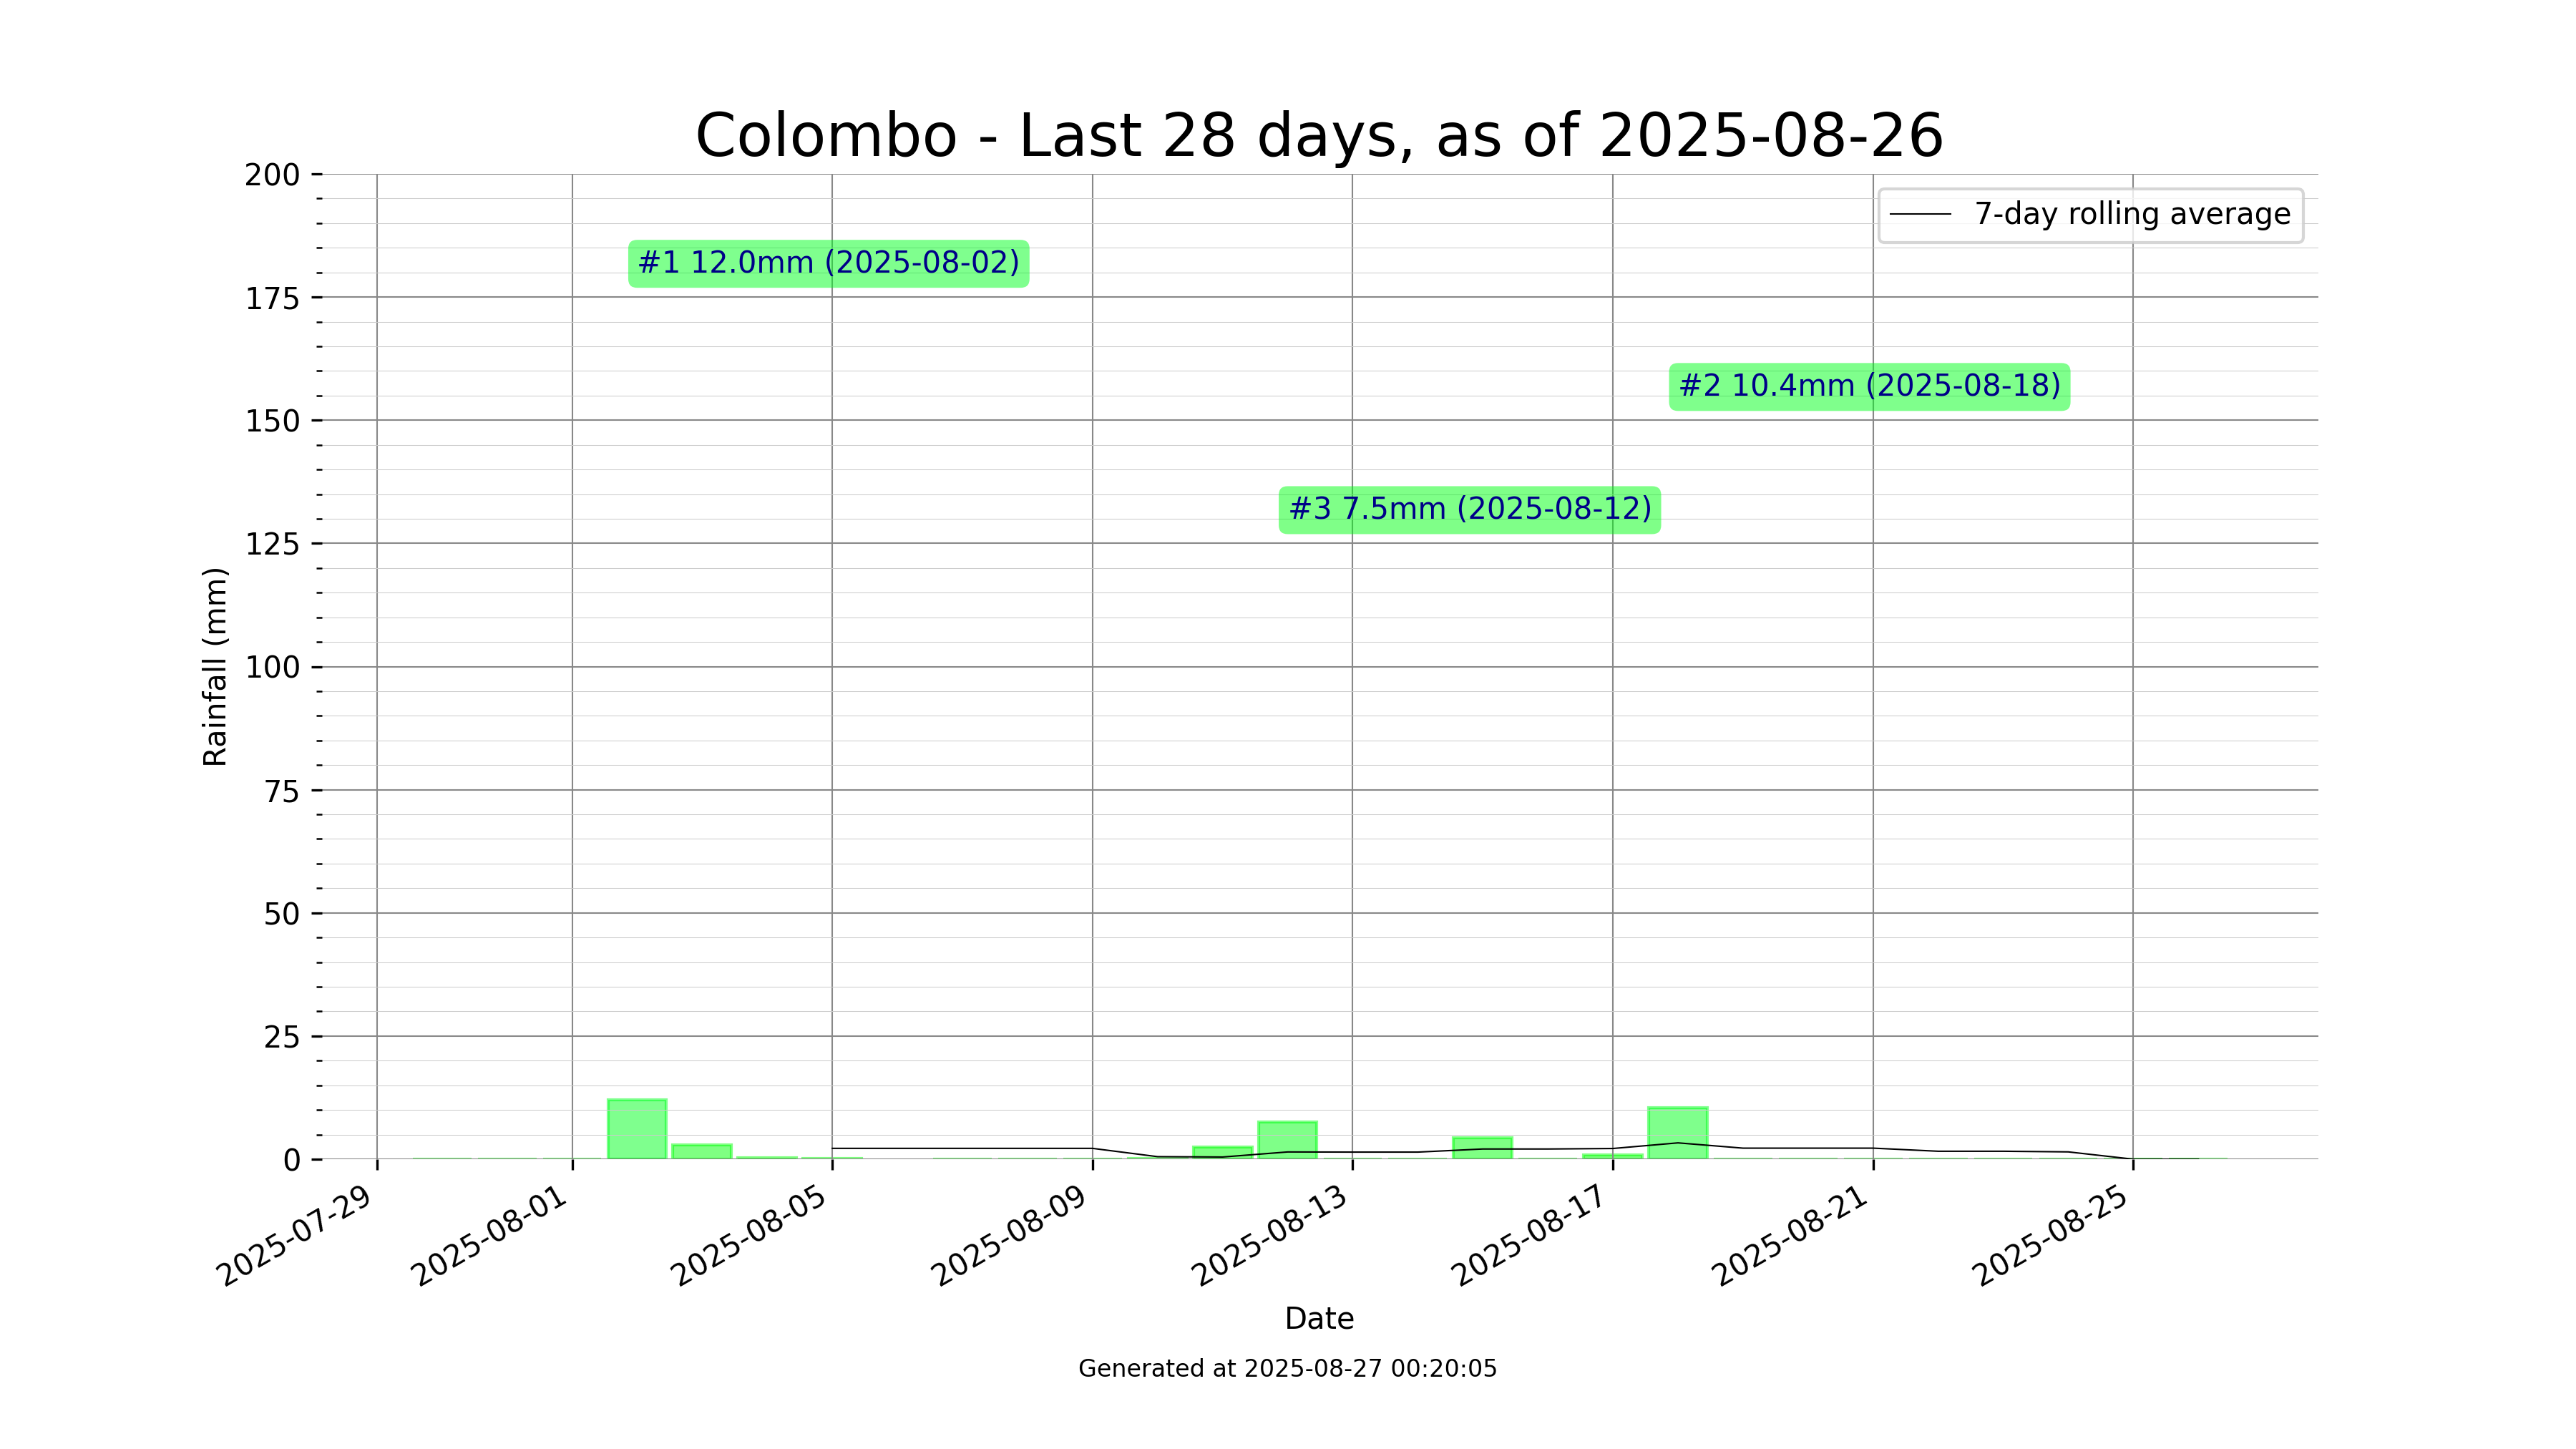 Colombo - Last 28 days, as of 2025-08-26
7-day rolling average
#1 12.0mm (2025-08-02)
#2 10.4mm (2025-08-18)
#3 7.5mm (2025-08-12)
Rainfall (mm)
200
175
150
125
100
75
50
25
0
2025-07-29
2025-08-01
2025-08-05
2025-08-09
2025-08-13
2025-08-17
2025-08-21
2025-08-25
Date
Generated at 2025-08-27 00:20:05